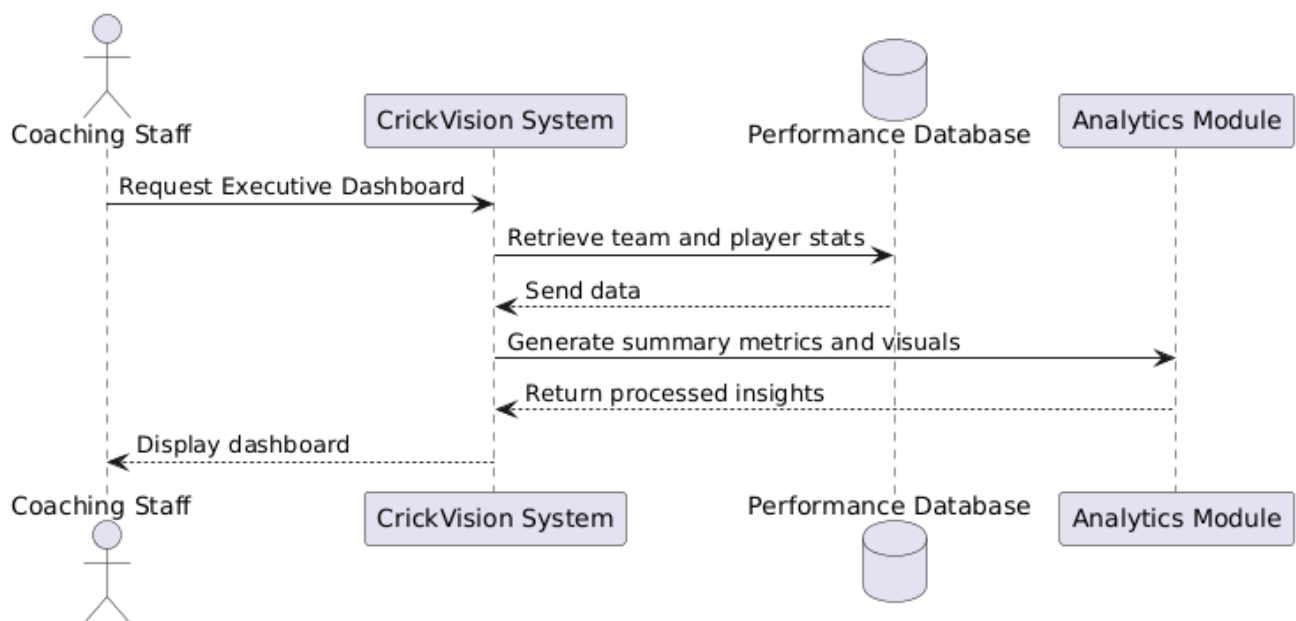 Coaching Staff
CrickVision System
Performance Database
Analytics Module
Request Executive Dashboard
Retrieve team and player stats
Send data
Generate summary metrics and visuals
Return processed insights
Display dashboard
Coaching Staff
CrickVision System
Performance Database
Analytics Module